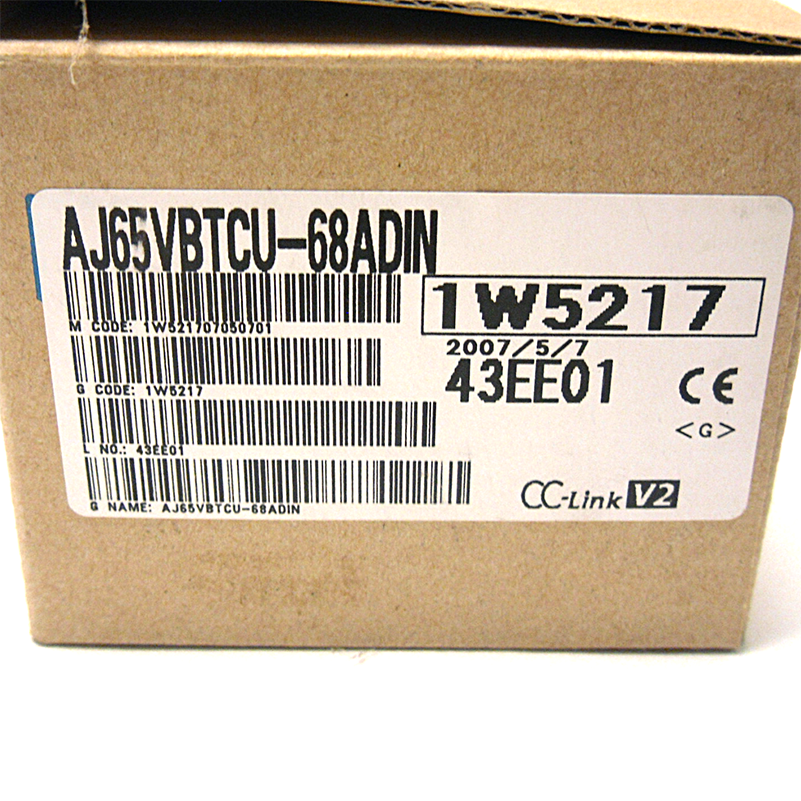 AJ65VBTCU-68ADIN
1W5217
M CODE: 1W521707050701
2007/5/7
43EE01
CE
G CODE: 1W5217
<G>
L NO.: 43EE01
CC-Link V2
G NAME: AJ65VBTCU-68ADIN